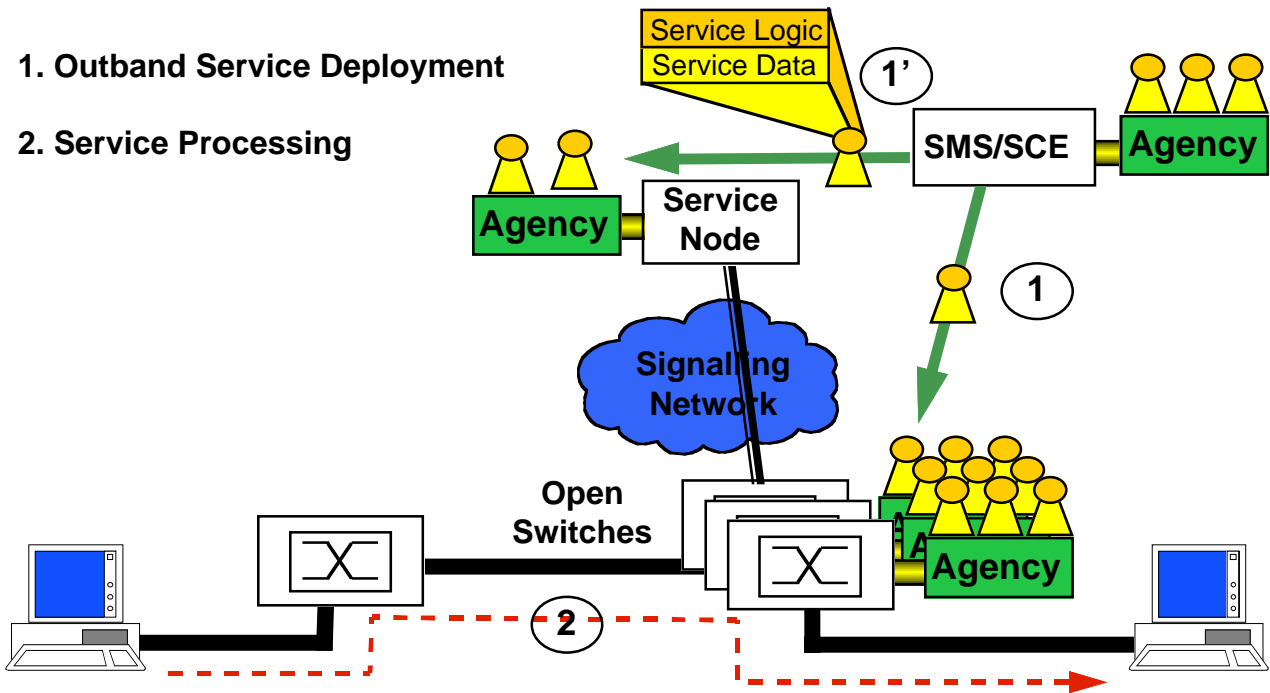 1. Outband Service Deployment
2. Service Processing
Service Logic
Service Data
1’
SMS/SCE
Agency
Agency
Service
Node
1
Signalling
Network
Open
Switches
A
A
Agency
2